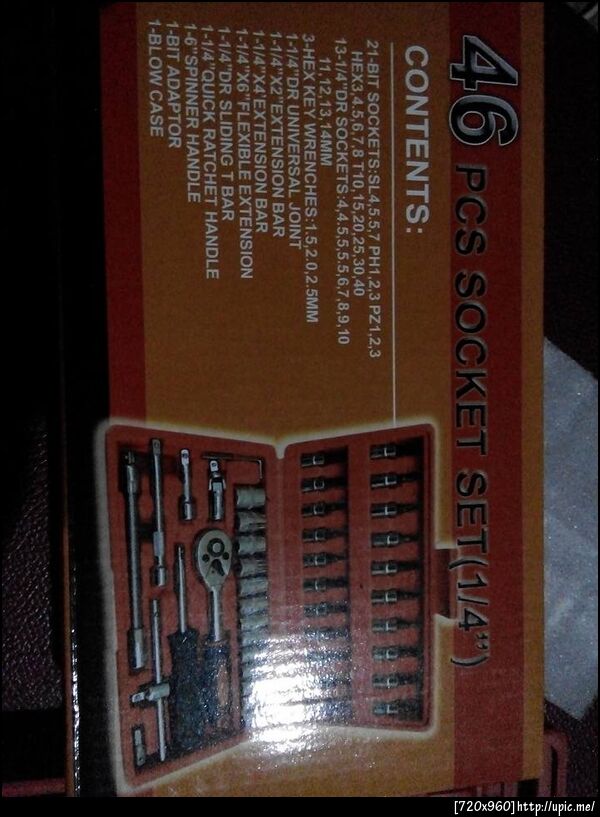 46 PCS SOCKET SET(1/4")
CONTENTS:
21-BIT SOCKETS:SL4,5.5,7 PH1,2,3 PZ1,2,3
HEX3,4,5,6,7,8 T10,15,20,25,30,40
13-1/4"DR SOCKETS:4,4.5,5,5.5,6,7,8,9,10
11,12,13,14MM
3-HEX KEY WRENCHES:1.5,2.0,2.5MM
1-1/4"DR UNIVERSAL JOINT
1-1/4"X2"EXTENSION BAR
1-1/4"X4"EXTENSION BAR
1-1/4"X6"FLEXIBLE EXTENSION
1-1/4"DR SLIDING T BAR
1-1/4"QUICK RATCHET HANDLE
1-6"SPINNER HANDLE
1-BIT ADAPTOR
1-BLOW CASE
[720x960]http://upic.me/